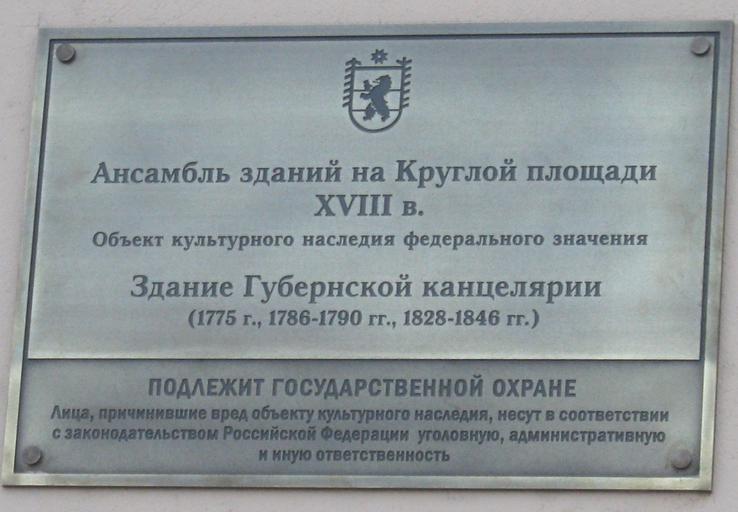 Ансамбль зданий на Круглой площади
XVIII в.
Объект культурного наследия федерального значения
Здание Губернской канцелярии
(1775 г., 1786-1790 гг., 1828-1846 гг.)
ПОДЛЕЖИТ ГОСУДАРСТВЕННОЙ ОХРАНЕ
Лица, причинившие вред объекту культурного наследия, несут в соответствии
с законодательством Российской Федерации уголовную, административную
и иную ответственность